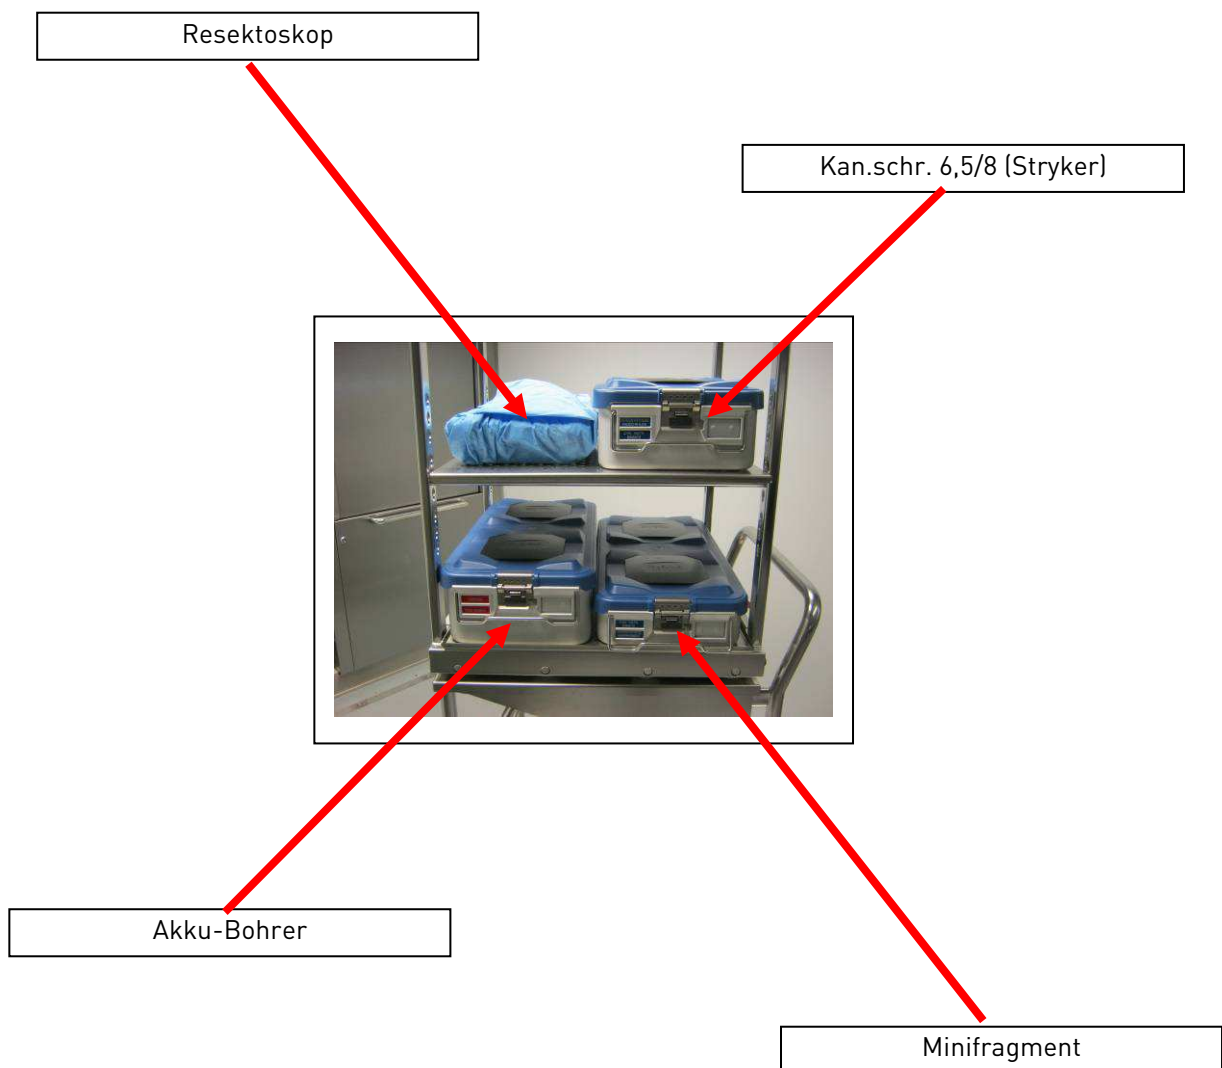 Resektoskop
Kan.schr. 6,5/8 (Stryker)
Akku-Bohrer
Minifragment